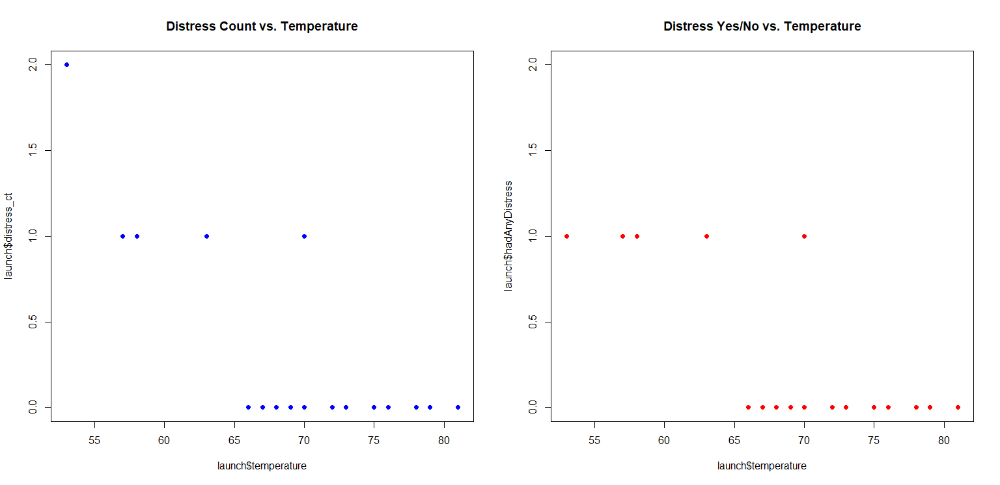 Distress Count vs. Temperature
launch$distress_ct
2.0
1.5
1.0
0.5
0.0
55 60 65 70 75 80
launch$temperature
Distress Yes/No vs. Temperature
launch$hadAnyDistress
2.0
1.5
1.0
0.5
0.0
55 60 65 70 75 80
launch$temperature